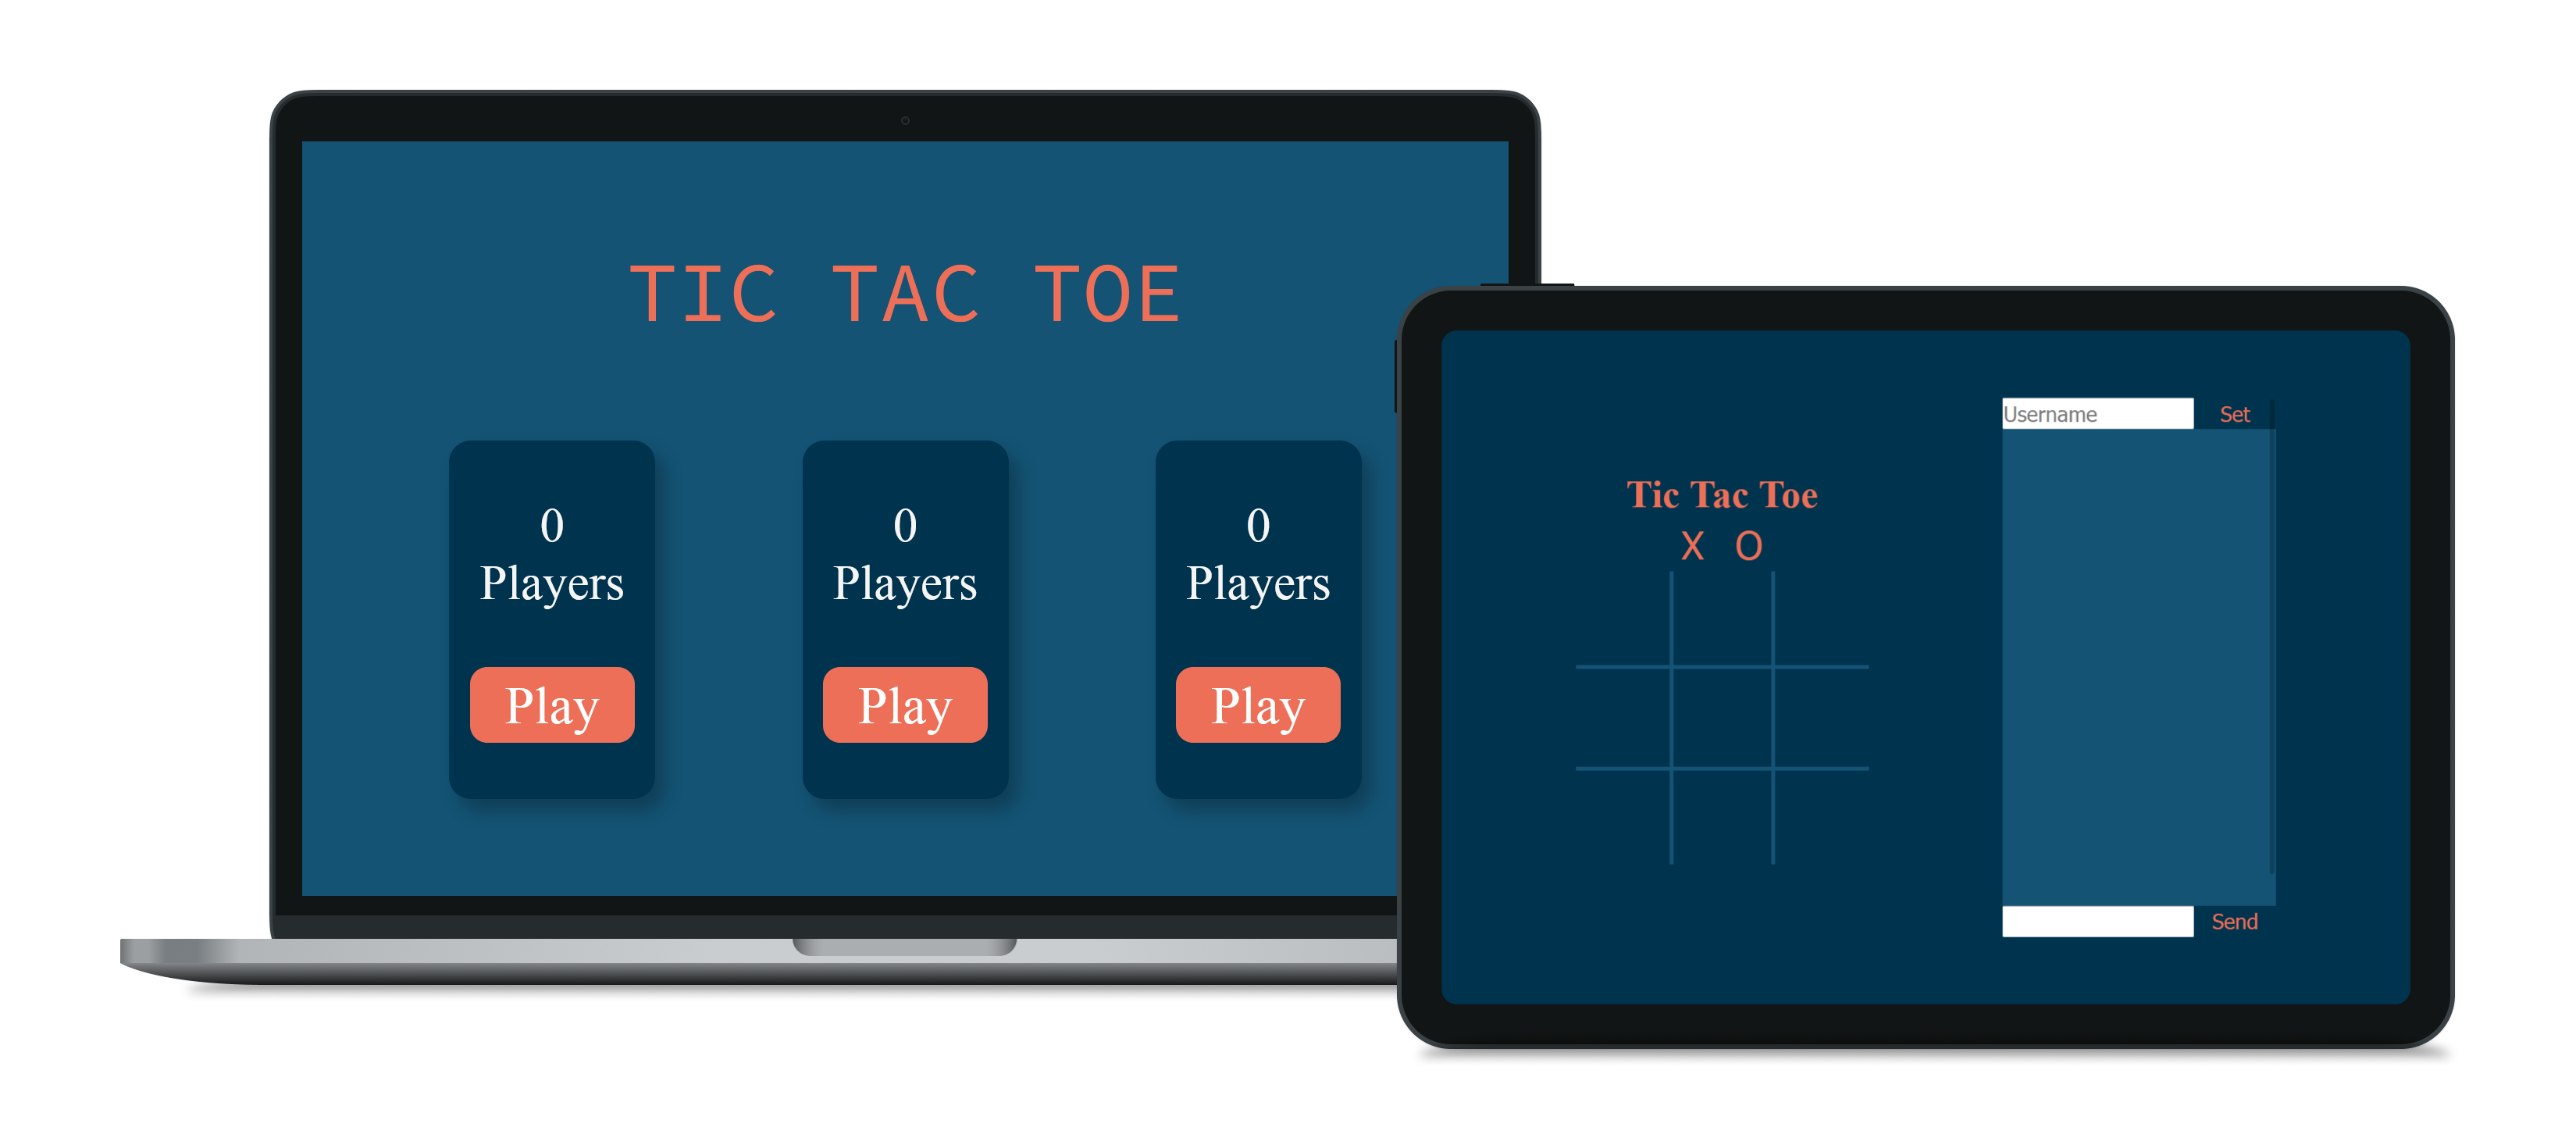 TIC TAC TOE
0
Players
Play
0
Players
Play
0
Players
Play
Tic Tac Toe
X O
Username
Set
Send